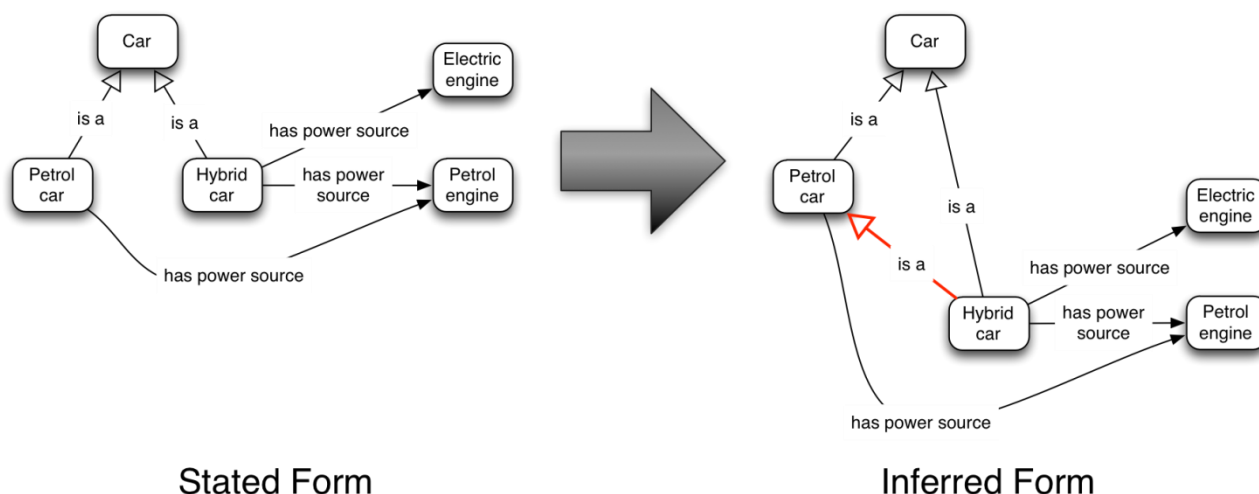 Car
Electric
engine
is a
is a
has power source
Petrol
car
Hybrid
car
has power
source
Petrol
engine
has power source
Stated Form
Car
is a
Petrol
car
is a
Electric
engine
is a
has power source
Hybrid
car
has power
source
Petrol
engine
has power source
Inferred Form